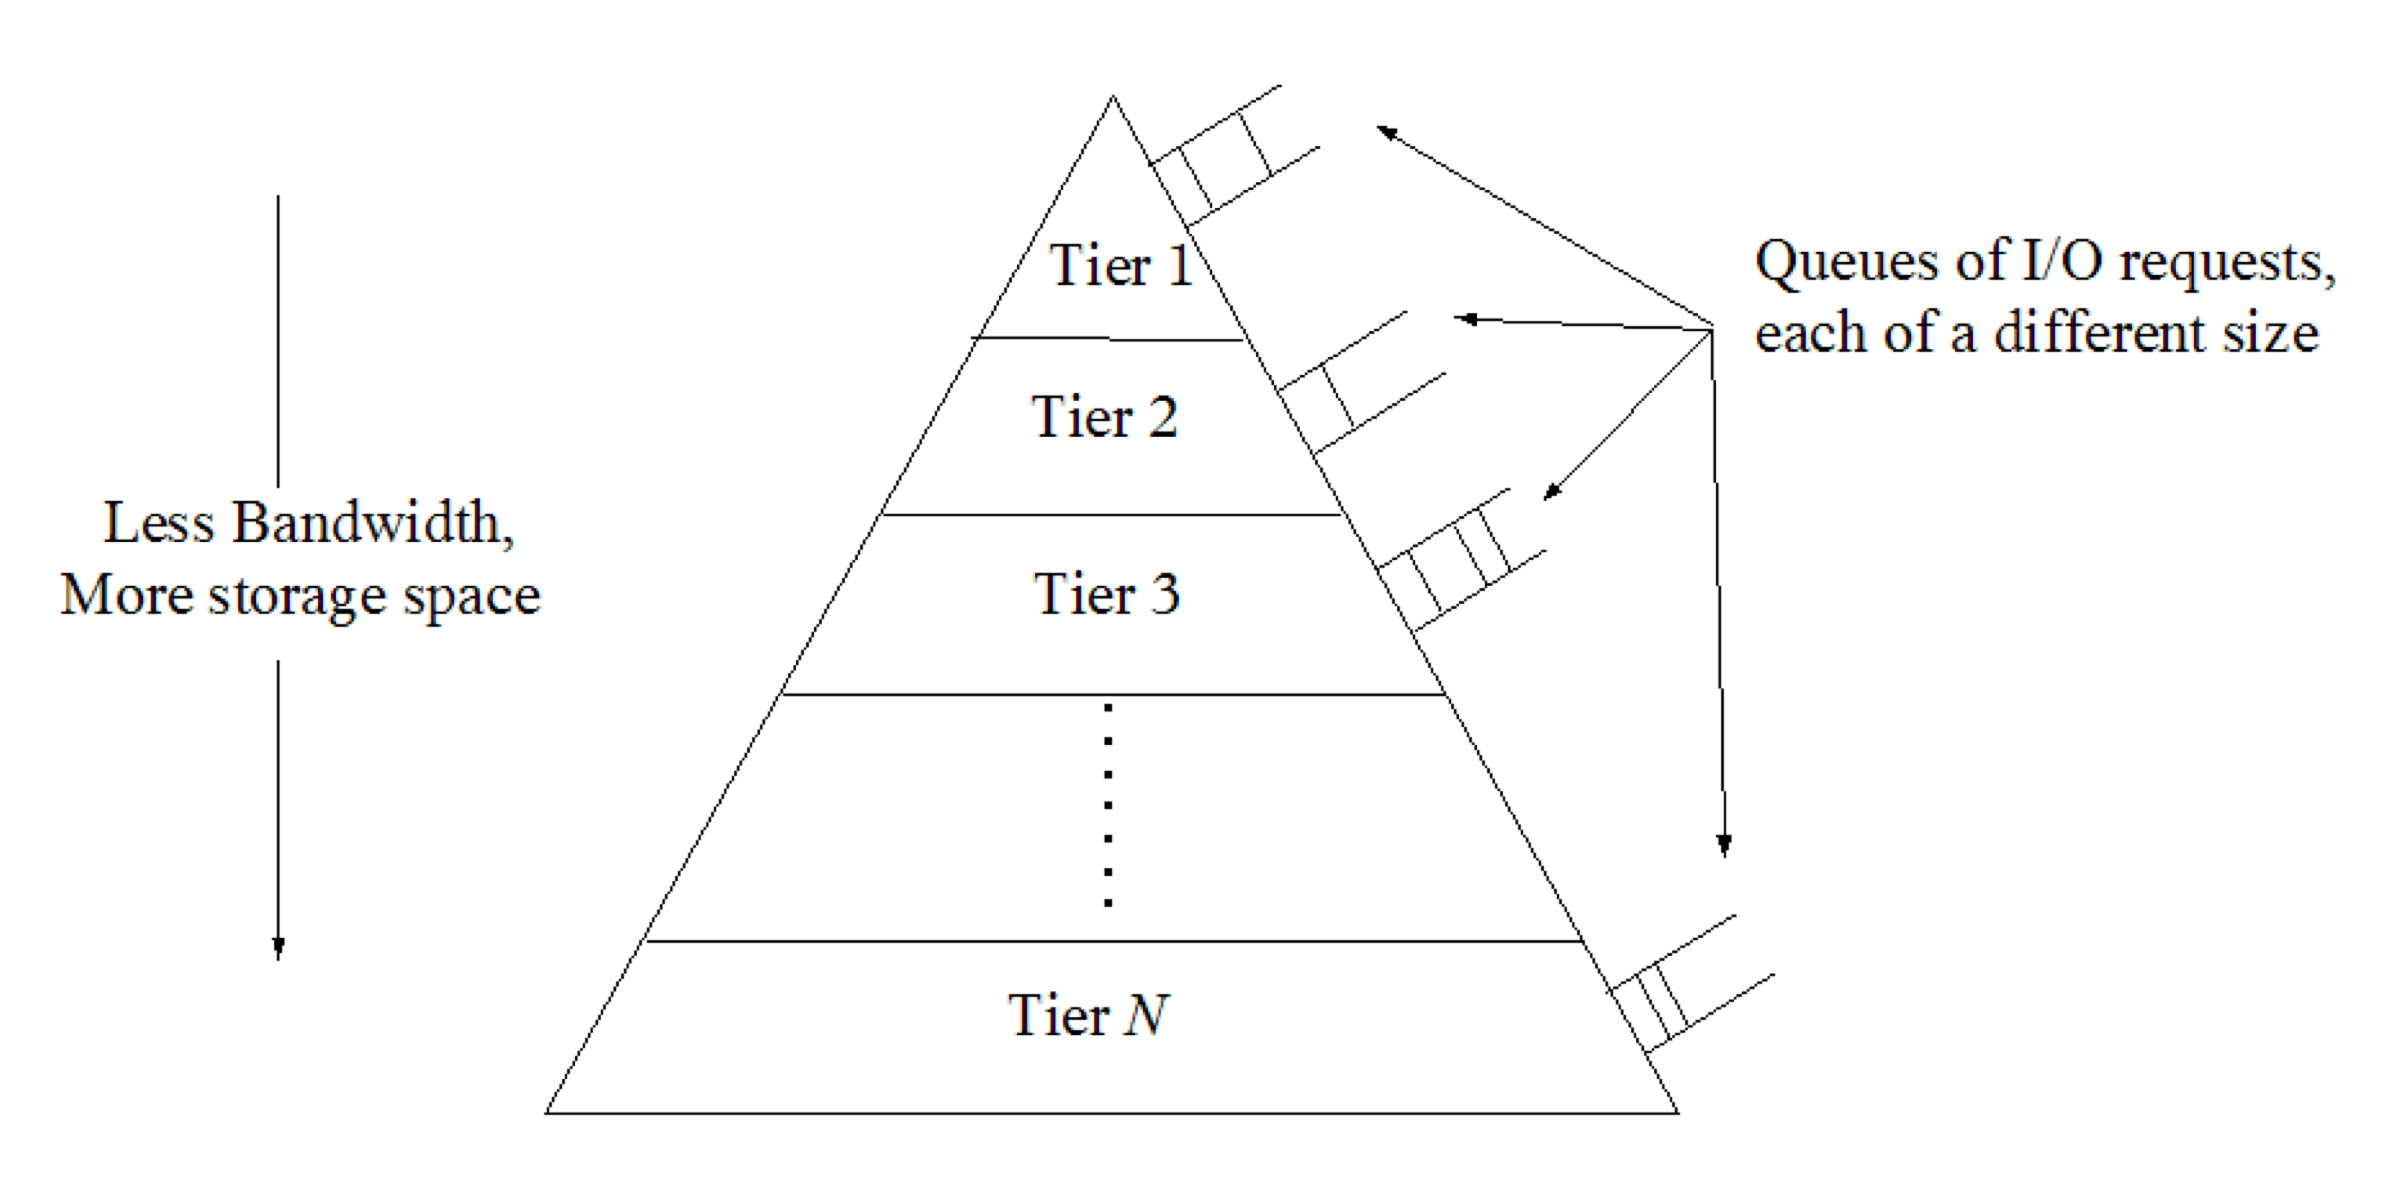 Tier 1
Queues of I/O requests,
each of a different size
Tier 2
Less Bandwidth,
More storage space
Tier 3
Tier N